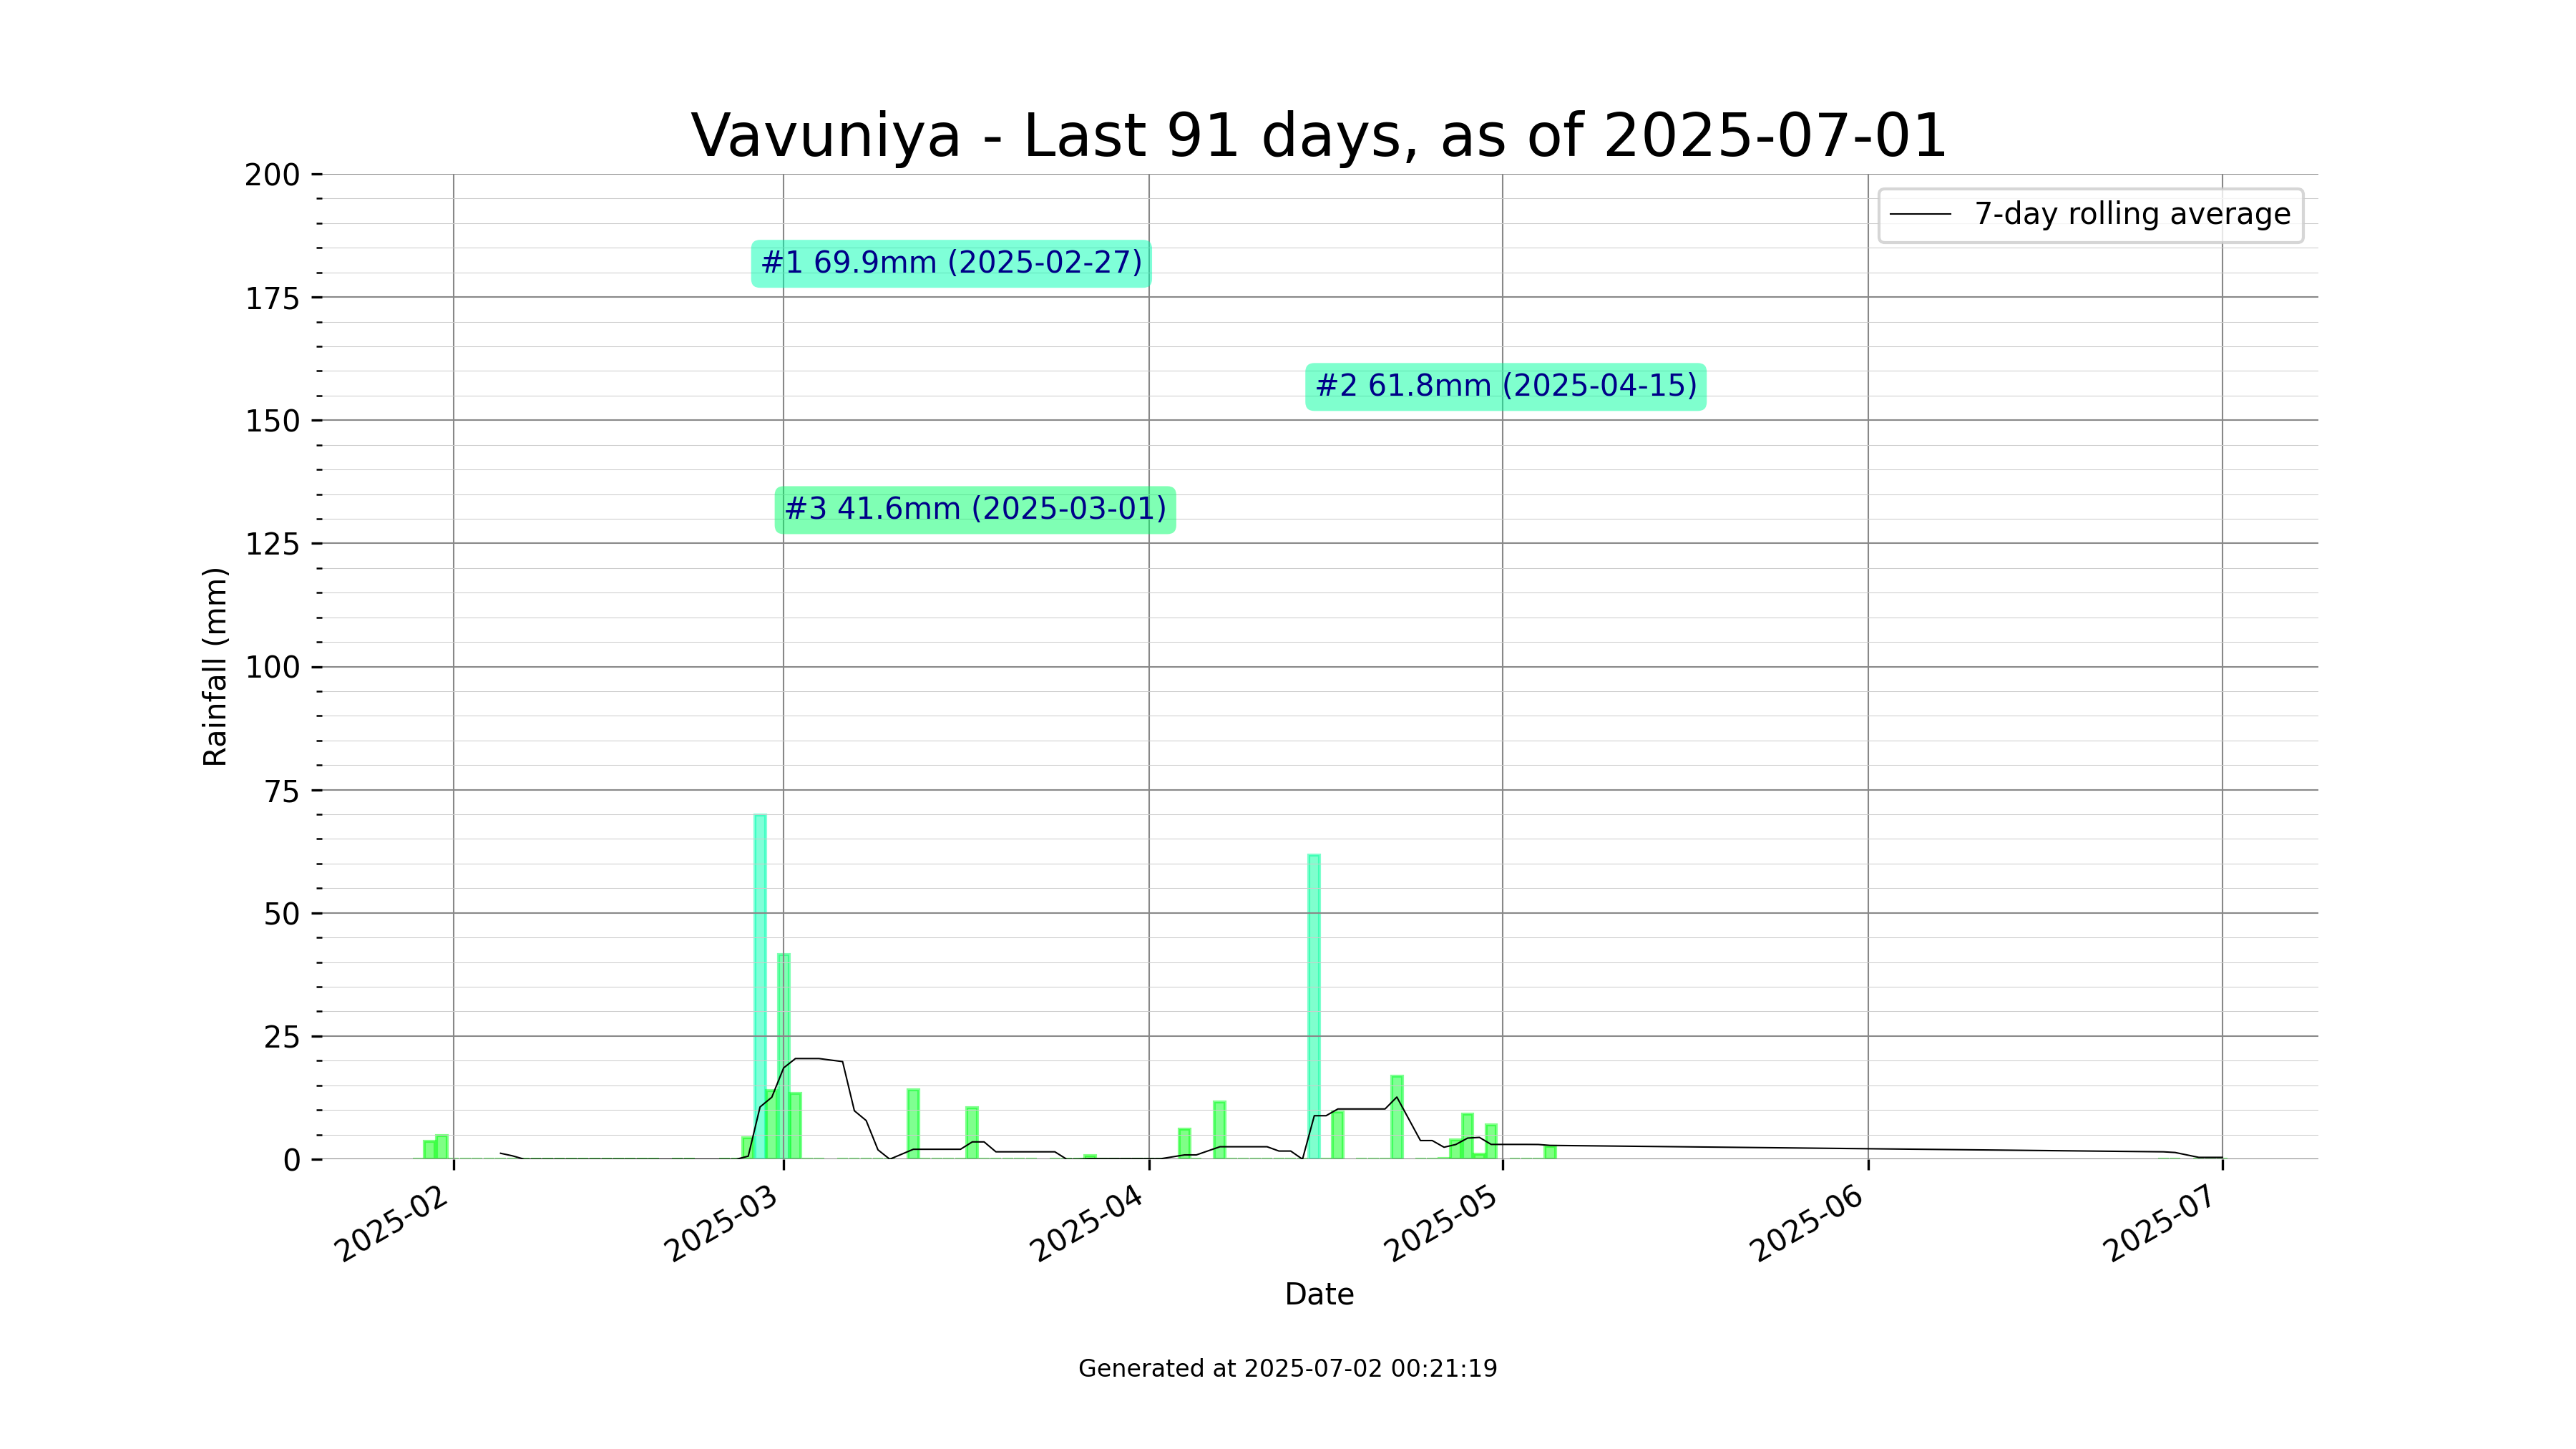 Vavuniya - Last 91 days, as of 2025-07-01
200
175
150
125
100
75
50
25
0
Rainfall (mm)
7-day rolling average
#1 69.9mm (2025-02-27)
#2 61.8mm (2025-04-15)
#3 41.6mm (2025-03-01)
2025-02
2025-03
2025-04
2025-05
2025-06
2025-07
Date
Generated at 2025-07-02 00:21:19